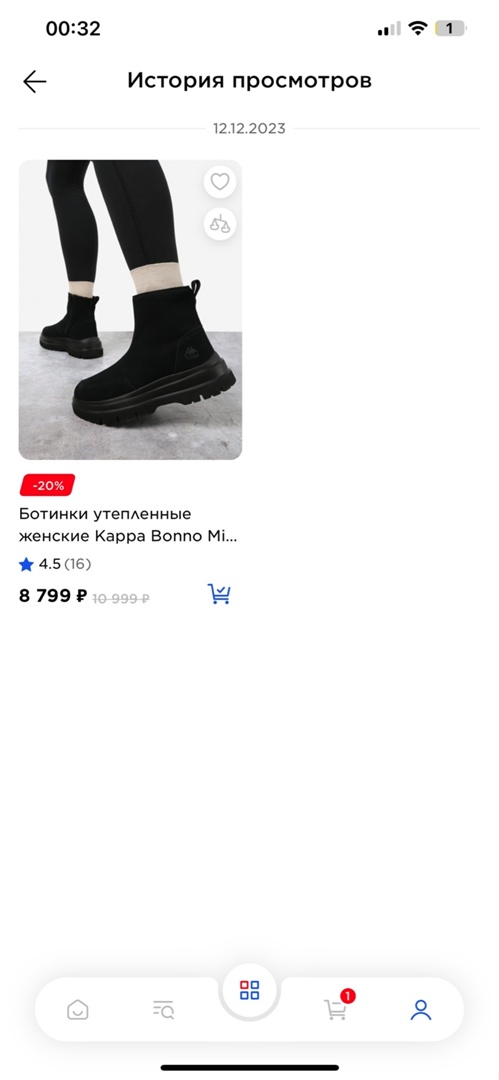 00:32
1
История просмотров
12.12.2023
-20%
Ботинки утепленные
женские Kappa Bonno Mi...
4.5 (16)
8 799 ₽ 10 999 ₽
1